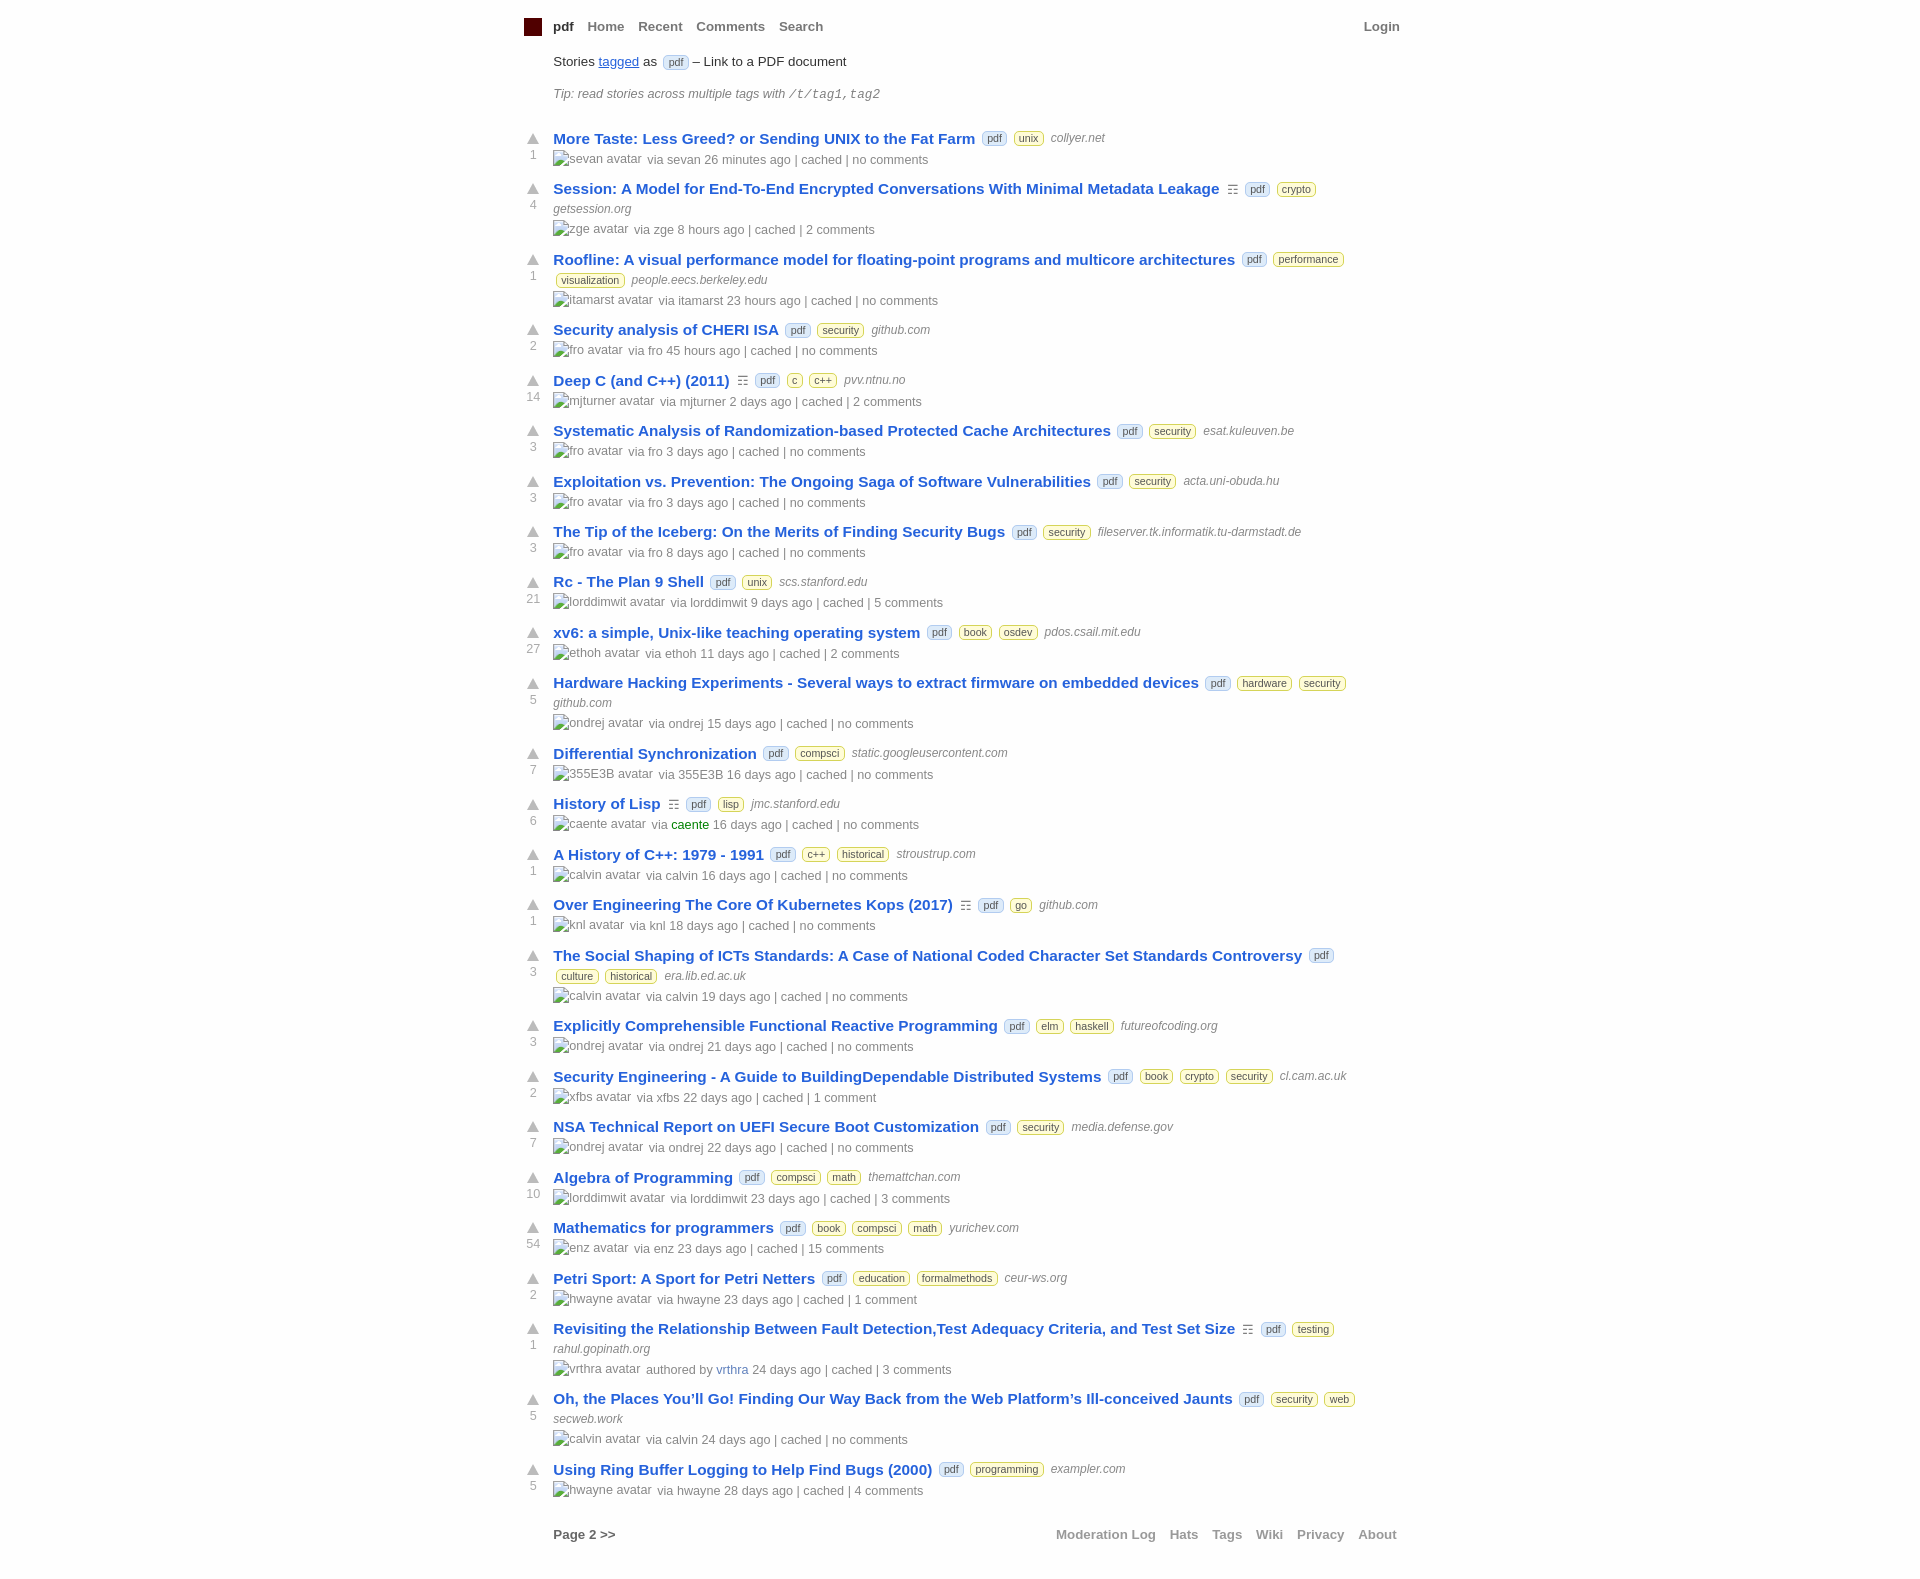 pdf Home Recent Comments Search Login
Stories tagged as pdf – Link to a PDF document
Tip: read stories across multiple tags with /t/tag1,tag2
More Taste: Less Greed? or Sending UNIX to the Fat Farm pdf unix collyer.net
1
sevan avatar via sevan 26 minutes ago | cached | no comments
Session: A Model for End-To-End Encrypted Conversations With Minimal Metadata Leakage ☶ pdf crypto
4
getsession.org
zge avatar via zge 8 hours ago | cached | 2 comments
Roofline: A visual performance model for floating-point programs and multicore architectures pdf performance
1
visualization people.eecs.berkeley.edu
itamarst avatar via itamarst 23 hours ago | cached | no comments
Security analysis of CHERI ISA pdf security github.com
2
fro avatar via fro 45 hours ago | cached | no comments
Deep C (and C++) (2011) ☶ pdf c c++ pvv.ntnu.no
14
mjturner avatar via mjturner 2 days ago | cached | 2 comments
Systematic Analysis of Randomization-based Protected Cache Architectures pdf security esat.kuleuven.be
3
fro avatar via fro 3 days ago | cached | no comments
Exploitation vs. Prevention: The Ongoing Saga of Software Vulnerabilities pdf security acta.uni-obuda.hu
3
fro avatar via fro 3 days ago | cached | no comments
The Tip of the Iceberg: On the Merits of Finding Security Bugs pdf security fileserver.tk.informatik.tu-darmstadt.de
3
fro avatar via fro 8 days ago | cached | no comments
Rc - The Plan 9 Shell pdf unix scs.stanford.edu
21
lorddimwit avatar via lorddimwit 9 days ago | cached | 5 comments
xv6: a simple, Unix-like teaching operating system pdf book osdev pdos.csail.mit.edu
27
ethoh avatar via ethoh 11 days ago | cached | 2 comments
Hardware Hacking Experiments - Several ways to extract firmware on embedded devices pdf hardware security
5
github.com
ondrej avatar via ondrej 15 days ago | cached | no comments
Differential Synchronization pdf compsci static.googleusercontent.com
7
355E3B avatar via 355E3B 16 days ago | cached | no comments
History of Lisp ☶ pdf lisp jmc.stanford.edu
6
caente avatar via caente 16 days ago | cached | no comments
A History of C++: 1979 - 1991 pdf c++ historical stroustrup.com
1
calvin avatar via calvin 16 days ago | cached | no comments
Over Engineering The Core Of Kubernetes Kops (2017) ☶ pdf go github.com
1
knl avatar via knl 18 days ago | cached | no comments
The Social Shaping of ICTs Standards: A Case of National Coded Character Set Standards Controversy pdf
3
culture historical era.lib.ed.ac.uk
calvin avatar via calvin 19 days ago | cached | no comments
Explicitly Comprehensible Functional Reactive Programming pdf elm haskell futureofcoding.org
3
ondrej avatar via ondrej 21 days ago | cached | no comments
Security Engineering - A Guide to BuildingDependable Distributed Systems pdf book crypto security cl.cam.ac.uk
2
xfbs avatar via xfbs 22 days ago | cached | 1 comment
NSA Technical Report on UEFI Secure Boot Customization pdf security media.defense.gov
7
ondrej avatar via ondrej 22 days ago | cached | no comments
Algebra of Programming pdf compsci math themattchan.com
10
lorddimwit avatar via lorddimwit 23 days ago | cached | 3 comments
Mathematics for programmers pdf book compsci math yurichev.com
54
enz avatar via enz 23 days ago | cached | 15 comments
Petri Sport: A Sport for Petri Netters pdf education formalmethods ceur-ws.org
2
hwayne avatar via hwayne 23 days ago | cached | 1 comment
Revisiting the Relationship Between Fault Detection,Test Adequacy Criteria, and Test Set Size ☶ pdf testing
1
rahul.gopinath.org
vrthra avatar authored by vrthra 24 days ago | cached | 3 comments
Oh, the Places You’ll Go! Finding Our Way Back from the Web Platform’s Ill-conceived Jaunts pdf security web
5
secweb.work
calvin avatar via calvin 24 days ago | cached | no comments
Using Ring Buffer Logging to Help Find Bugs (2000) pdf programming exampler.com
5
hwayne avatar via hwayne 28 days ago | cached | 4 comments
Page 2 >> Moderation Log Hats Tags Wiki Privacy About